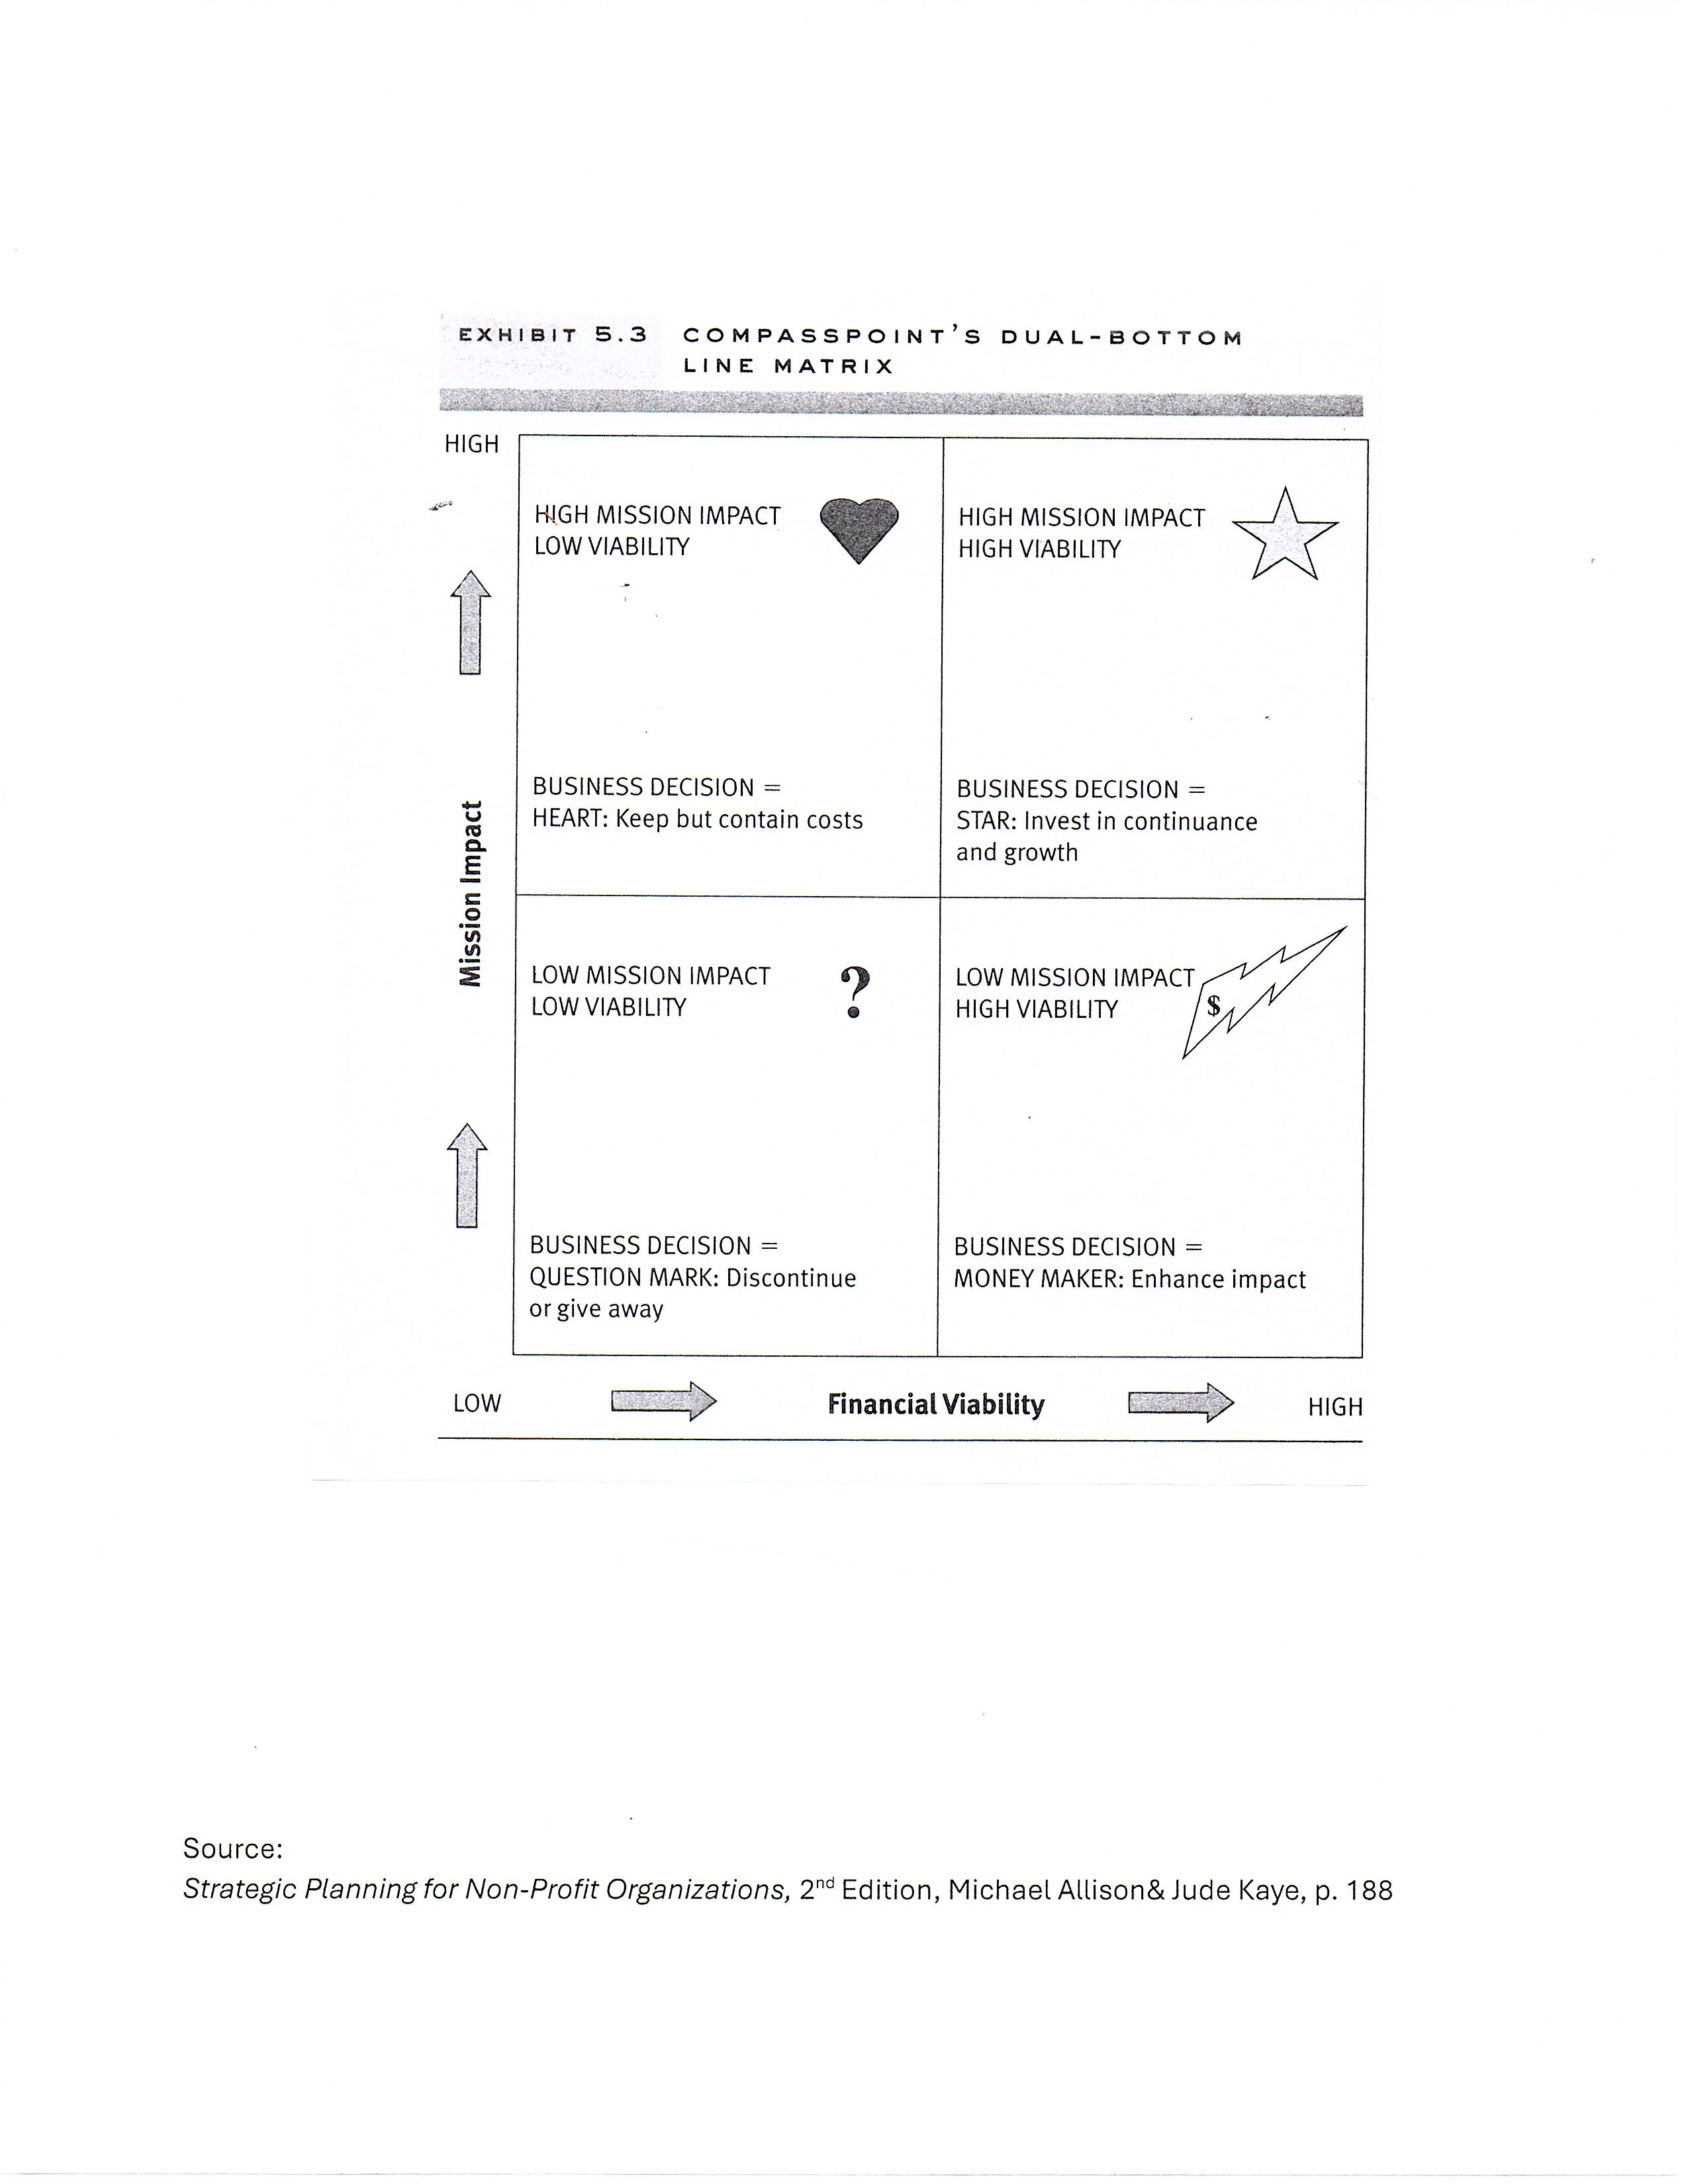 EXHIBIT 5.3 COMPASSPOINT'S DUAL-BOTTOM
LINE MATRIX
HIGH
HIGH MISSION IMPACT
LOW VIABILITY
HIGH MISSION IMPACT
HIGH VIABILITY
BUSINESS DECISION =
HEART: Keep but contain costs
BUSINESS DECISION =
STAR: Invest in continuance
and growth
Mission Impact
LOW MISSION IMPACT
LOW VIABILITY
?
LOW MISSION IMPACT
HIGH VIABILITY
$
BUSINESS DECISION =
QUESTION MARK: Discontinue
or give away
BUSINESS DECISION =
MONEY MAKER: Enhance impact
LOW
Financial Viability
HIGH
Source:
Strategic Planning for Non-Profit Organizations, 2nd Edition, Michael Allison& Jude Kaye, p. 188